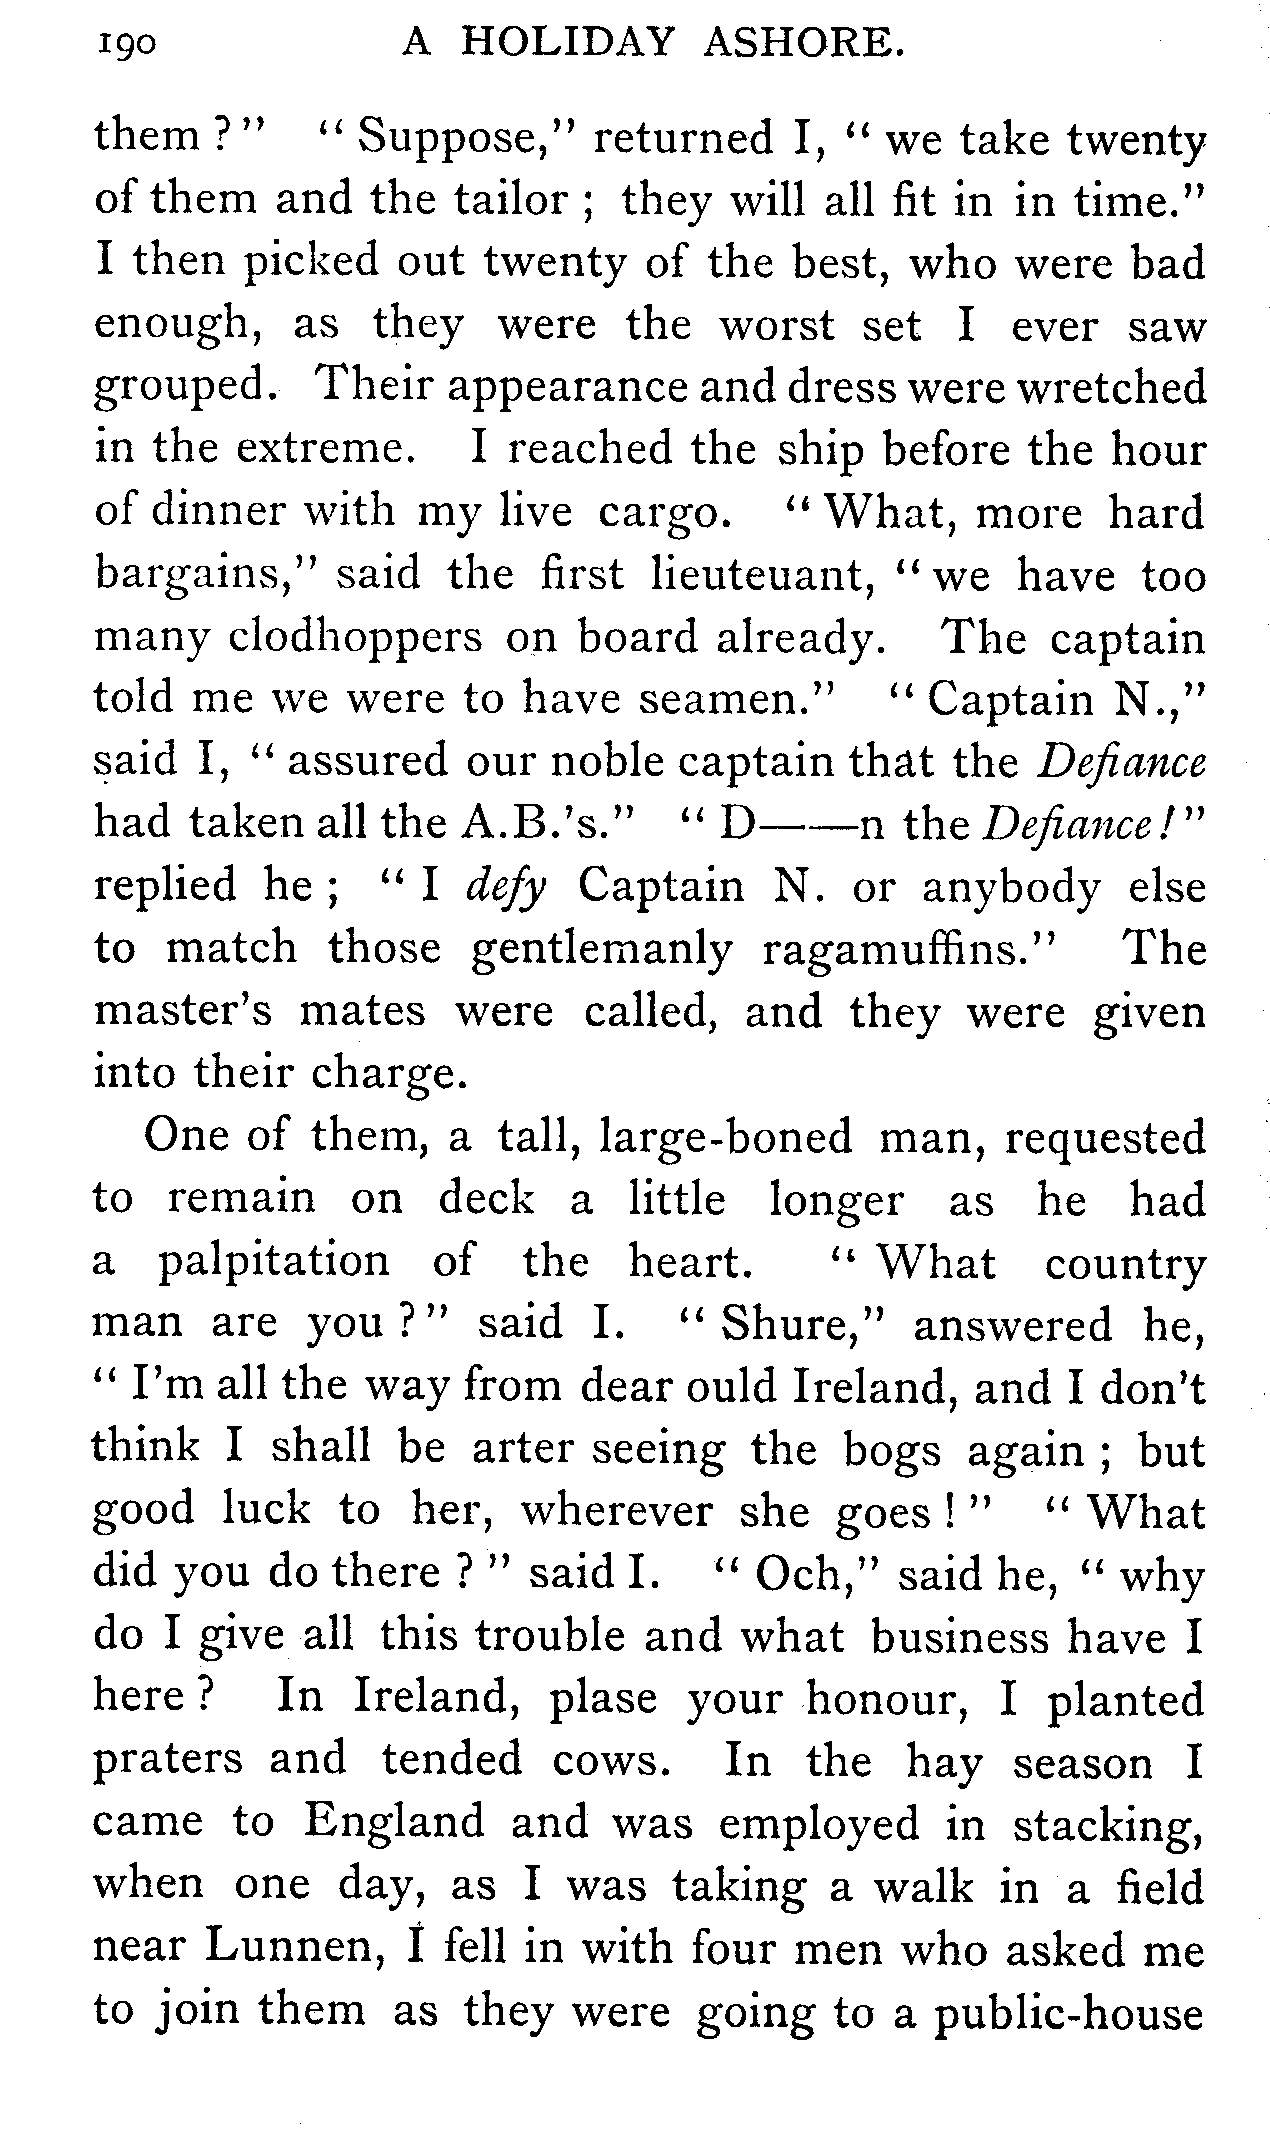 190 A HOLIDAY ASHORE.
them ?" " Suppose," returned I, " we take twenty
of them and the tailor ; they will all fit in in time."
I then picked out twenty of the best, who were bad
enough, as they were the worst set I ever saw
grouped. Their appearance and dress were wretched
in the extreme. I reached the ship before the hour
of dinner with my live cargo. " What, more hard
bargains," said the first lieuteuant, " we have too
many clodhoppers on board already. The captain
told me we were to have seamen." " Captain N.,"
said I, " assured our noble captain that the Defiance
had taken all the A.B.'s." " D——n the Defiance ! "
replied he ; " I defy Captain N. or anybody else
to match those gentlemanly ragamuffins." The
master's mates were called, and they were given
into their charge.
One of them, a tall, large-boned man, requested
to remain on deck a little longer as he had
a palpitation of the heart. " What country
man are you ? " said I. " Shure," answered he,
" I'm all the way from dear ould Ireland, and I don't
think I shall be arter seeing the bogs again ; but
good luck to her, wherever she goes ! " " What
did you do there ? " said I. " Och," said he, " why
do I give all this trouble and what business have I
here ? In Ireland, plase your honour, I planted
praters and tended cows. In the hay season I
came to England and was employed in stacking,
when one day, as I was taking a walk in a field
near Lunnen, I fell in with four men who asked me
to join them as they were going to a public-house